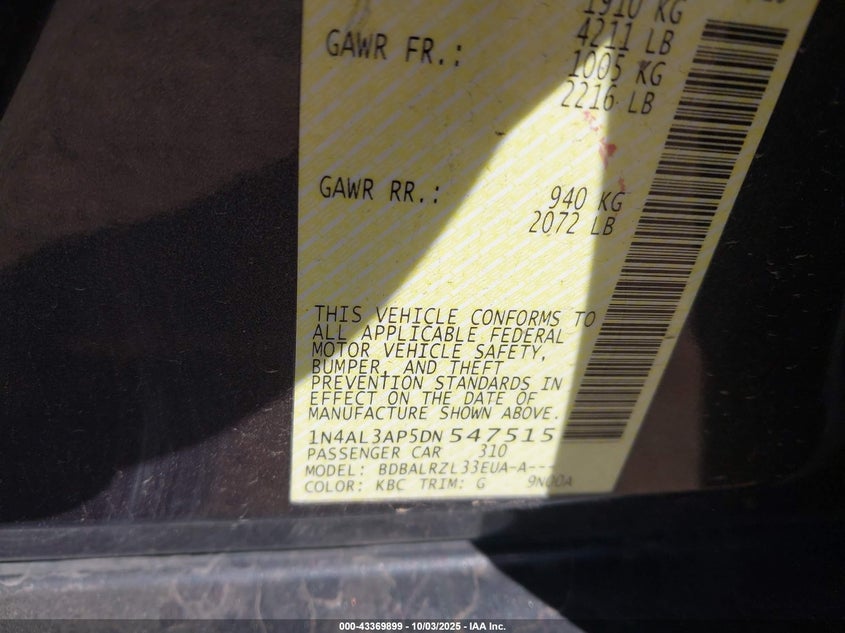 1910 KG
4211 LB
GAWR FR.:
1005 KG
2216 LB
GAWR RR.:
940 KG
2072 LB
THIS VEHICLE CONFORMS TO
ALL APPLICABLE FEDERAL
MOTOR VEHICLE SAFETY,
BUMPER, AND THEFT
PREVENTION STANDARDS IN
EFFECT ON THE DATE OF
MANUFACTURE SHOWN ABOVE.
1N4AL3AP5DN 547515
PASSENGER CAR 310
MODEL: BDBALRZL33EUA-A---
COLOR: KBC TRIM: G 9N00A
000-43369899 - 10/03/2025 - IAA Inc.